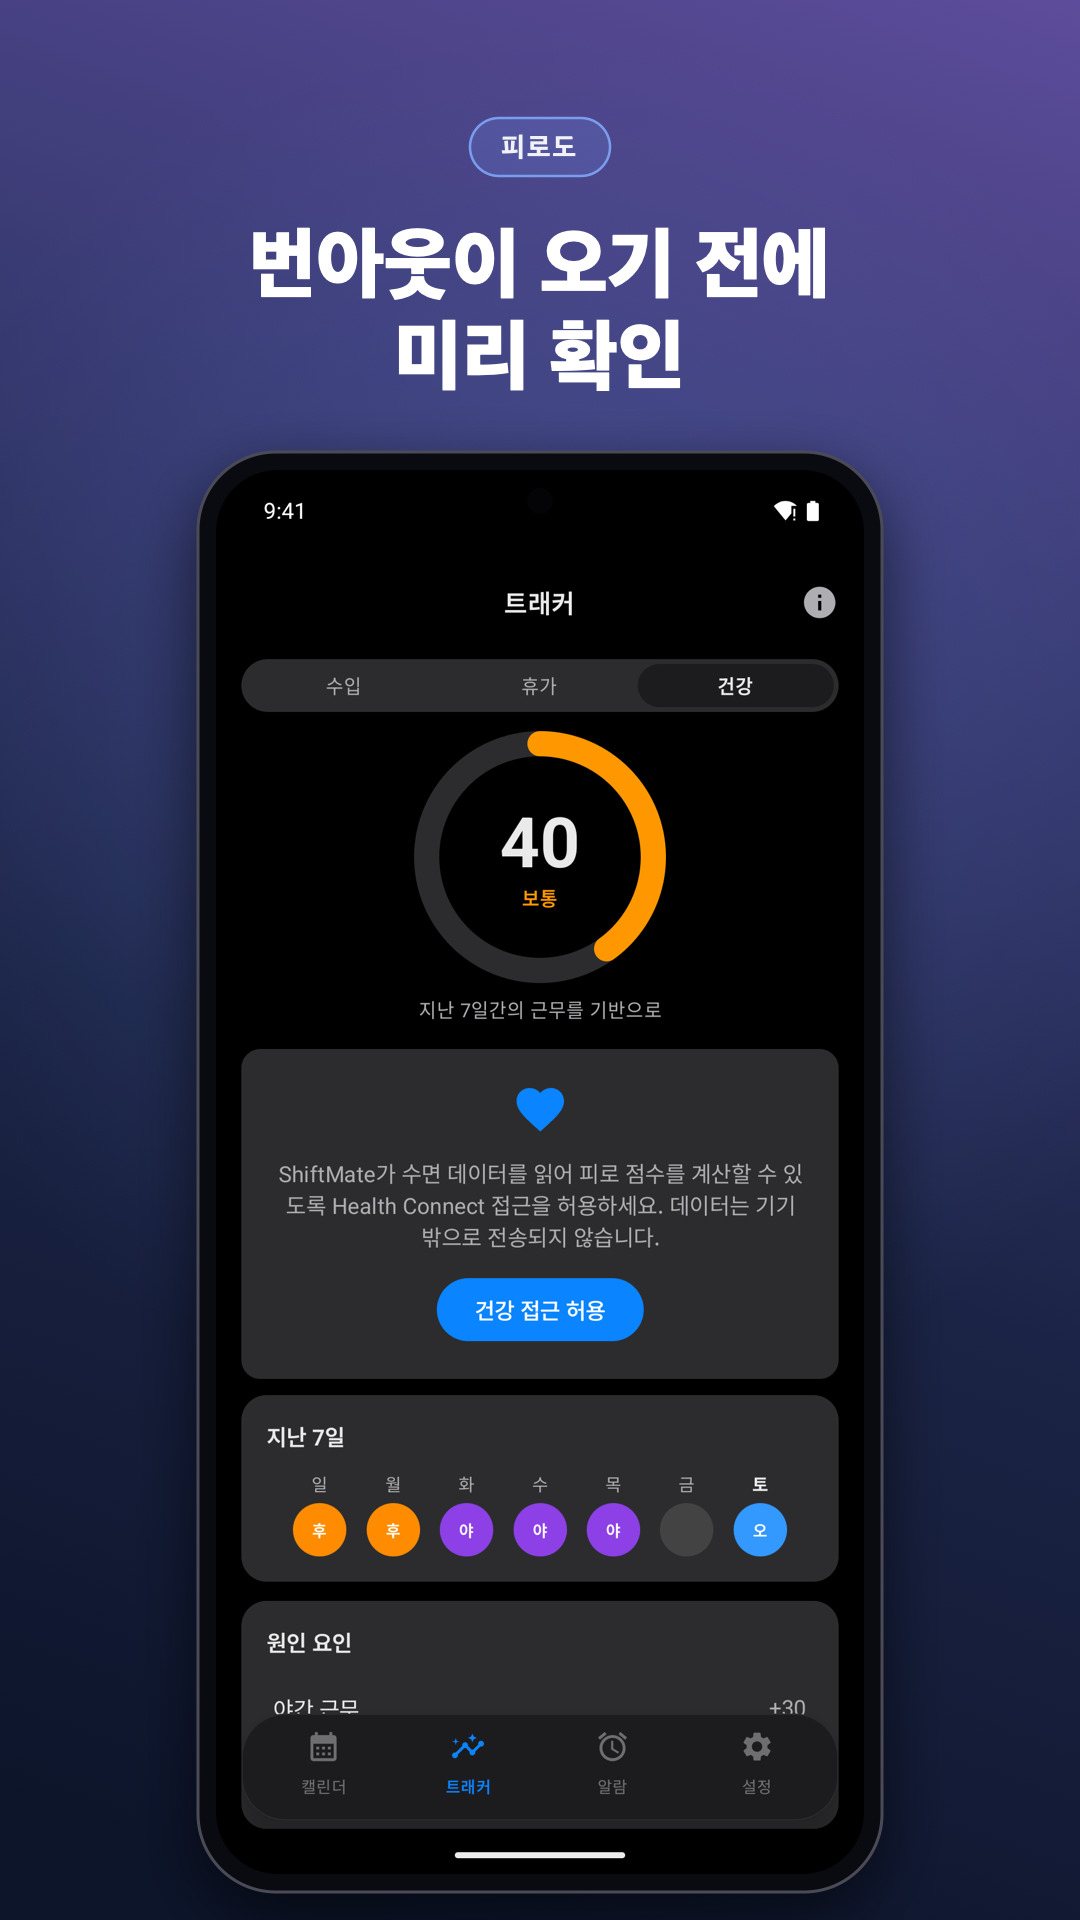 피로도
번아웃이 오기 전에
미리 확인
9:41
트래커
수입
휴가
건강
40
보통
지난 7일간의 근무를 기반으로
ShiftMate가 수면 데이터를 읽어 피로 점수를 계산할 수 있
도록 Health Connect 접근을 허용하세요. 데이터는 기기
밖으로 전송되지 않습니다.
건강 접근 허용
지난 7일
일 월 화 수 목 금 토
후 후 야 야 야 오
원인 요인
야간 근무 +30
캘린더
트래커
알람
설정